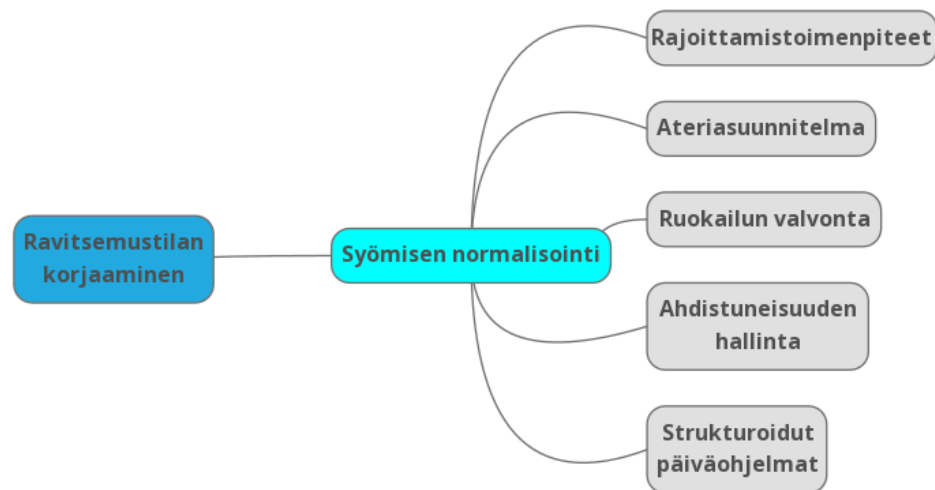 Ravitsemustilan
korjaaminen
Syömisen normalisointi
Rajoittamistoimenpiteet
Ateriasuunnitelma
Ruokailun valvonta
Ahdistuneisuuden
hallinta
Strukturoidut
päiväohjelmat